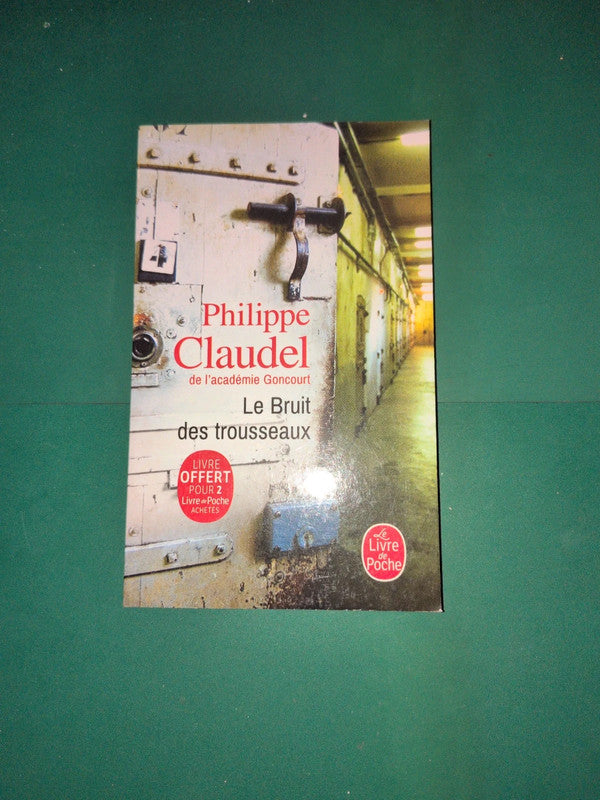 4
Philippe
Claudel
de l'académie Goncourt
Le Bruit
des trousseaux
LIVRE
OFFERT
POUR 2
Livre de Poche
ACHETÉS
Le
Livre
de
Poche